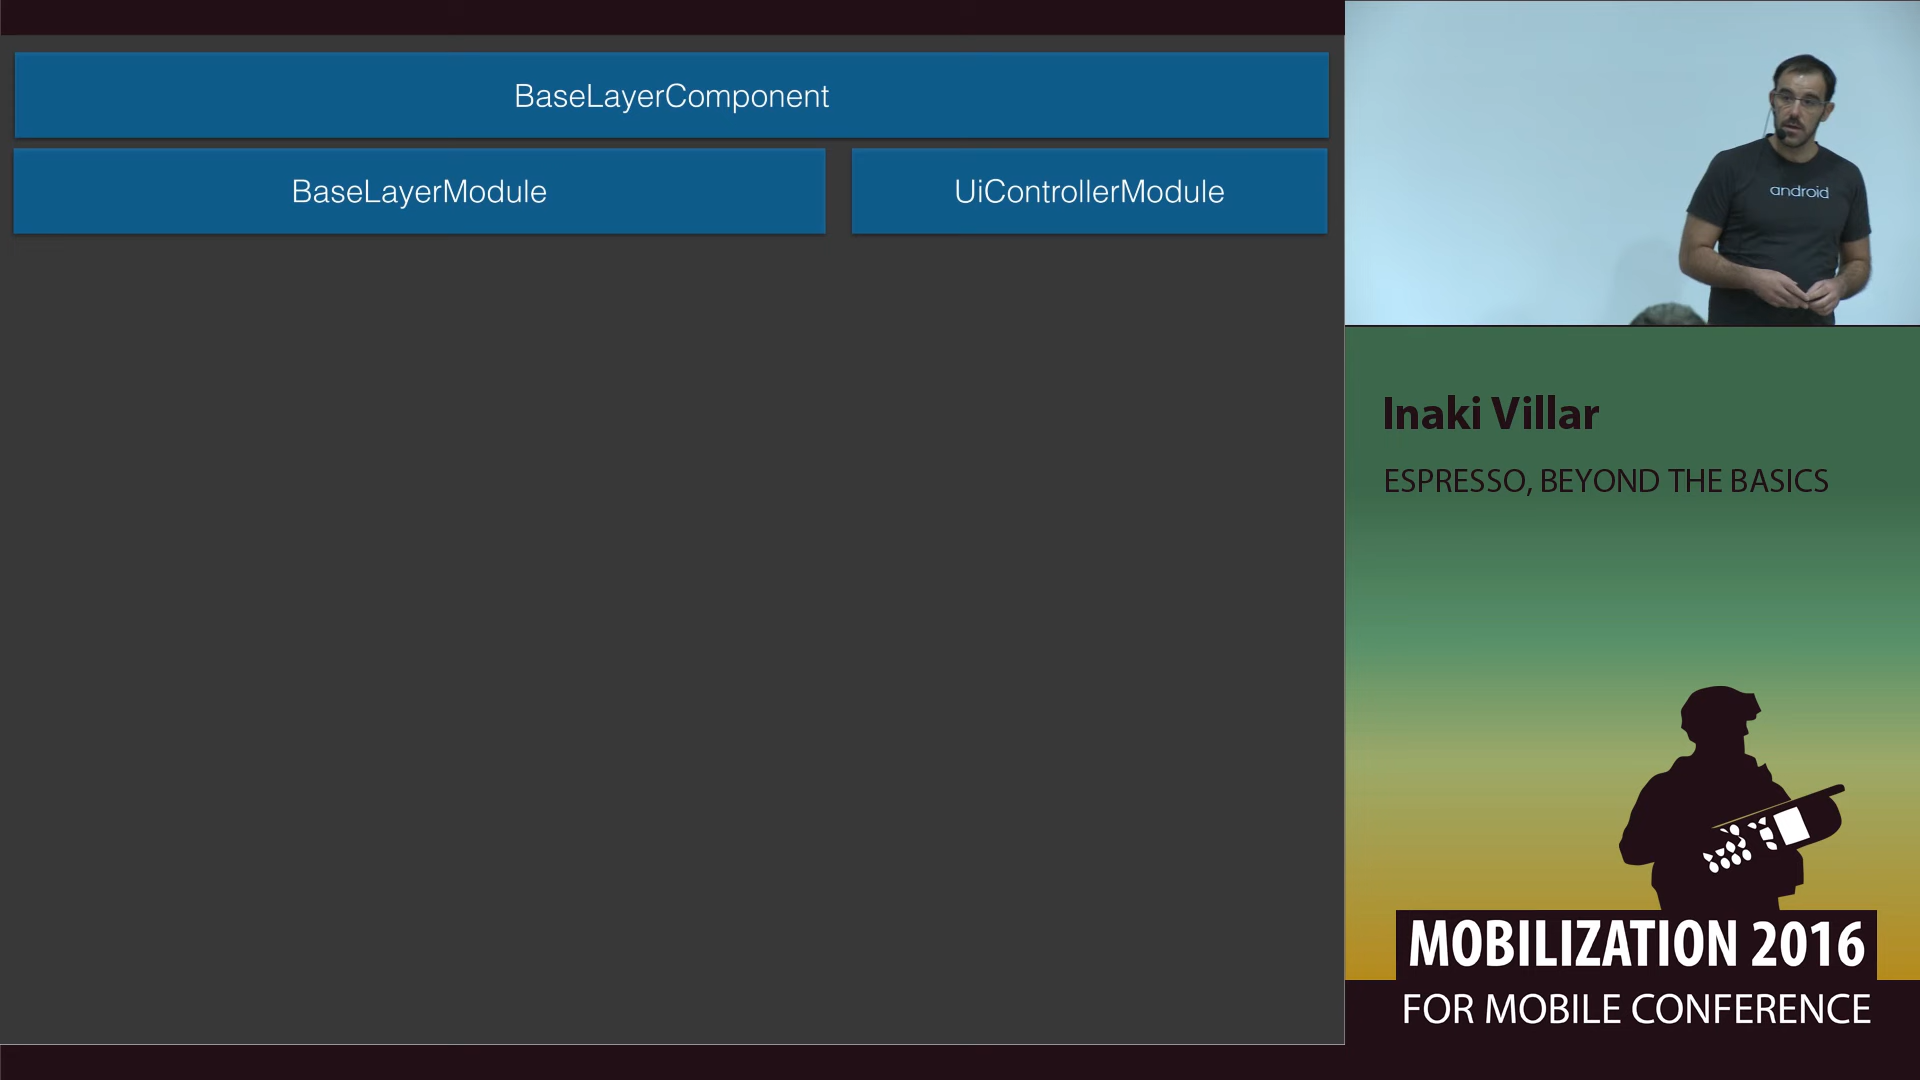 BaseLayerComponent
BaseLayerModule
UiControllerModule
android
Inaki Villar
ESPRESSO, BEYOND THE BASICS
MOBILIZATION 2016
FOR MOBILE CONFERENCE